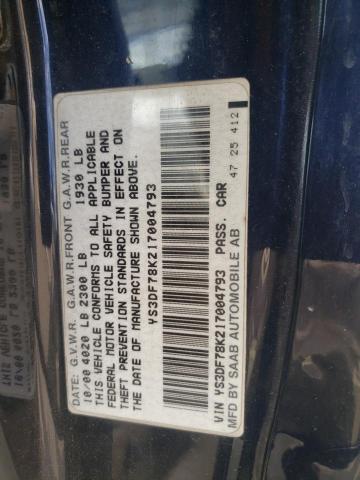 DATE G.V.W.R. G.A.W.R.FRONT G.A.W.R.REAR
10/00 4020 LB 2300 LB 1930 LB
THIS VEHICLE CONFORMS TO ALL APPLICABLE
FEDERAL MOTOR VEHICLE SAFETY BUMPER AND
THEFT PREVENTION STANDARDS IN EFFECT ON
THE DATE OF MANUFACTURE SHOWN ABOVE.
YS3DF78K217004793
VIN YS3DF78K217004793 PASS. CAR
MFD BY SAAB AUTOMOBILE AB
47 25 412